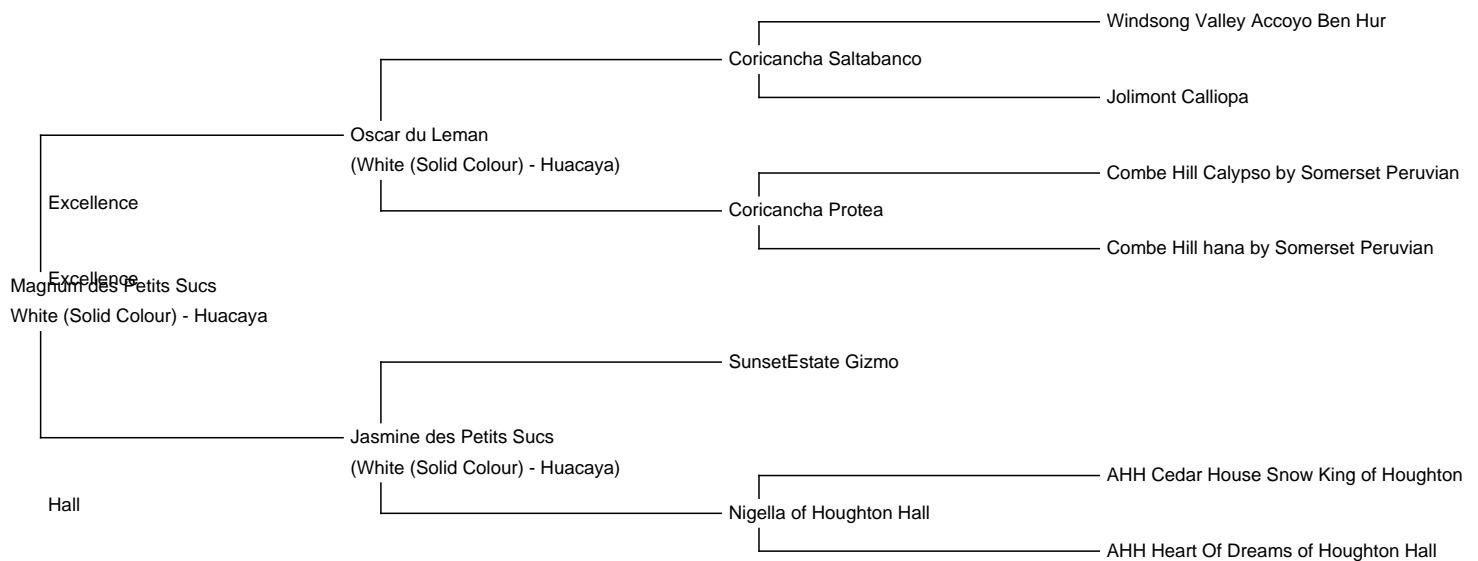 Windsong Valley Accoyo Ben Hur
Coricancha Saltabanco
Jolimont Calliopa
Oscar du Leman
(White (Solid Colour) - Huacaya)
Combe Hill Calypso by Somerset Peruvian
Excellence
Coricancha Protea
Combe Hill hana by Somerset Peruvian
Excellence
Magnum des Petits Sucs
White (Solid Colour) - Huacaya
SunsetEstate Gizmo
Jasmine des Petits Sucs
(White (Solid Colour) - Huacaya)
AHH Cedar House Snow King of Houghton
Hall
Nigella of Houghton Hall
AHH Heart Of Dreams of Houghton Hall